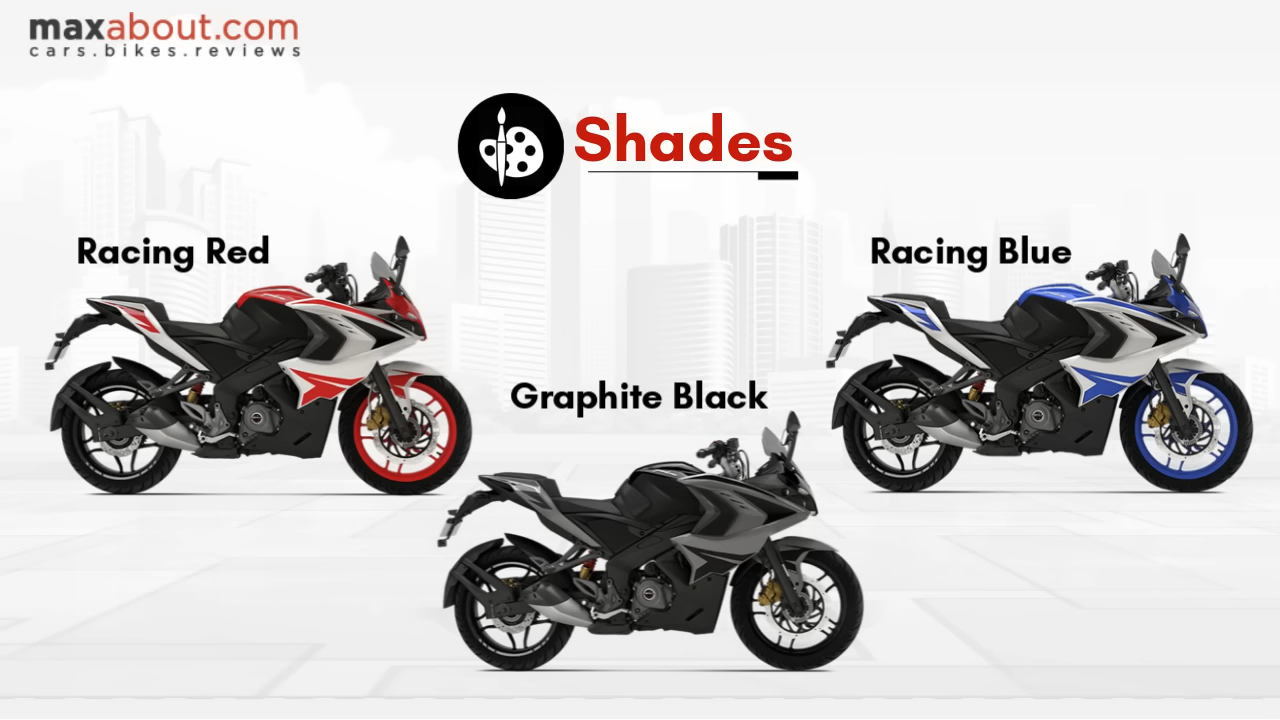 maxabout.com
cars.bikes.reviews
Shades
Racing Red
Racing Blue
Graphite Black